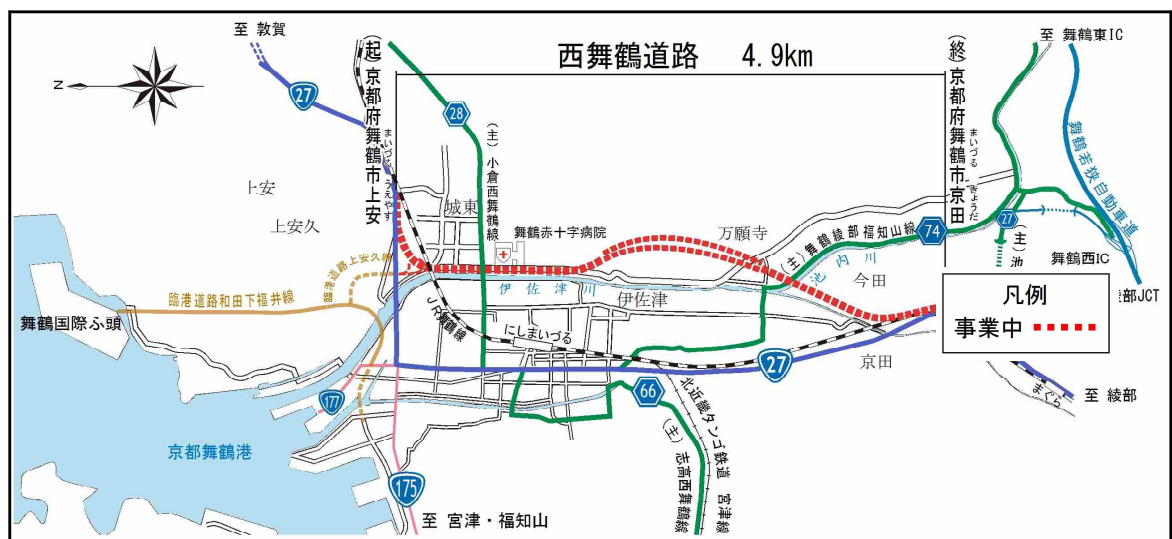 至 敦賀
27
N
(起)京都府舞鶴市上安
まいづる うえやす
西舞鶴道路 4.9km
(終)京都府舞鶴市京田
まいづる きょうだ
至 舞鶴東IC
舞鶴若狭自動車道
28
(主)小倉西舞鶴線
上安
上安久
城東
舞鶴赤十字病院
万願寺
(主)舞鶴綾部福知山線
74
27
(主)
舞鶴西IC
臨港道路上安久線
臨港道路和田下福井線
舞鶴国際ふ頭
伊佐津川
伊佐津
池内川
今田
部JCT
凡例
事業中
JR舞鶴線
にしまいづる
27
京田
66
177
北近畿タンゴ鉄道 宮津線
(主)志高西舞鶴線
まぐら
至 綾部
京都舞鶴港
175
至 宮津・福知山